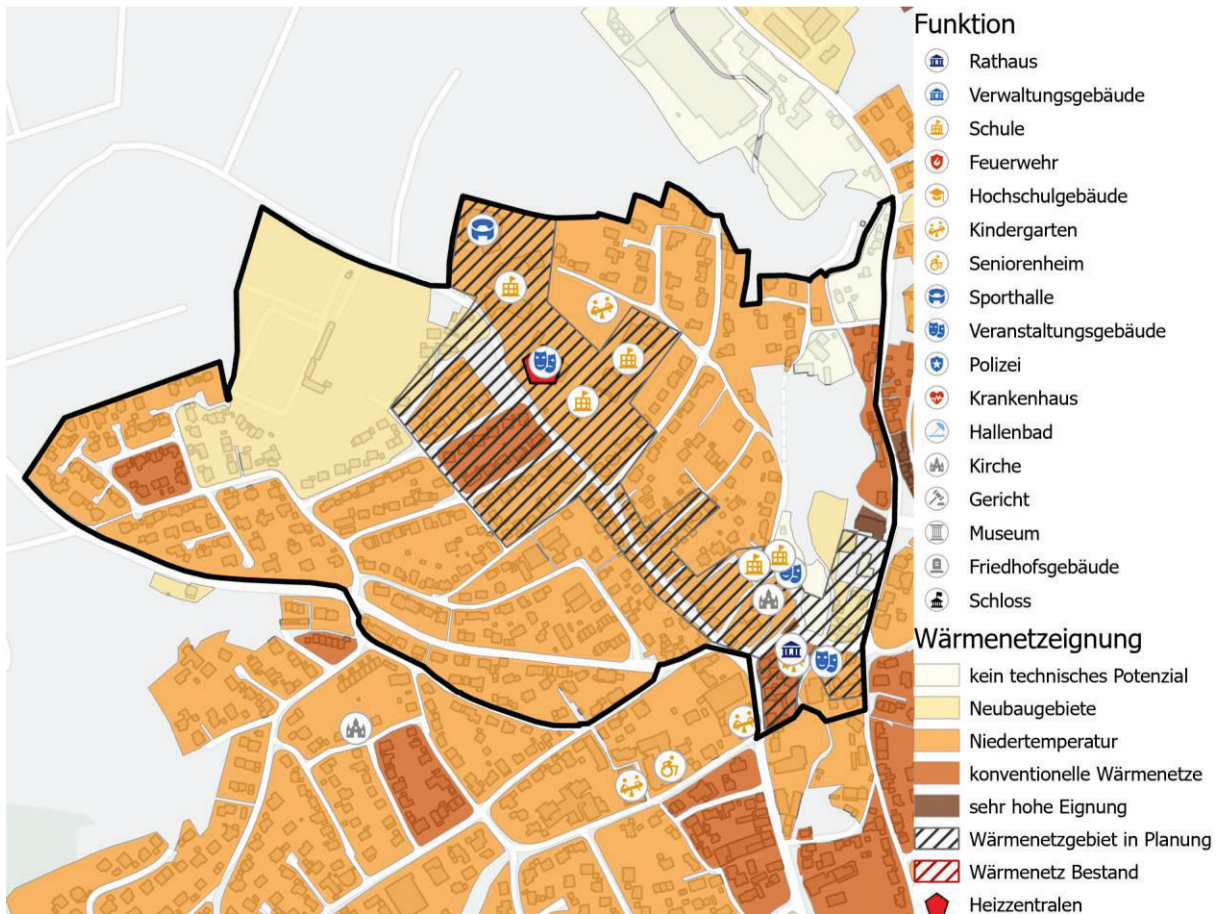 Funktion
Rathaus
Verwaltungsgebäude
Schule
Feuerwehr
Hochschulgebäude
Kindergarten
Seniorenheim
Sporthalle
Veranstaltungsgebäude
Polizei
Krankenhaus
Hallenbad
Kirche
Gericht
Museum
Friedhofsgebäude
Schloss
Wärmenetzeignung
kein technisches Potenzial
Neubaugebiete
Niedertemperatur
konventionelle Wärmenetze
sehr hohe Eignung
Wärmenetzgebiet in Planung
Wärmenetz Bestand
Heizzentralen